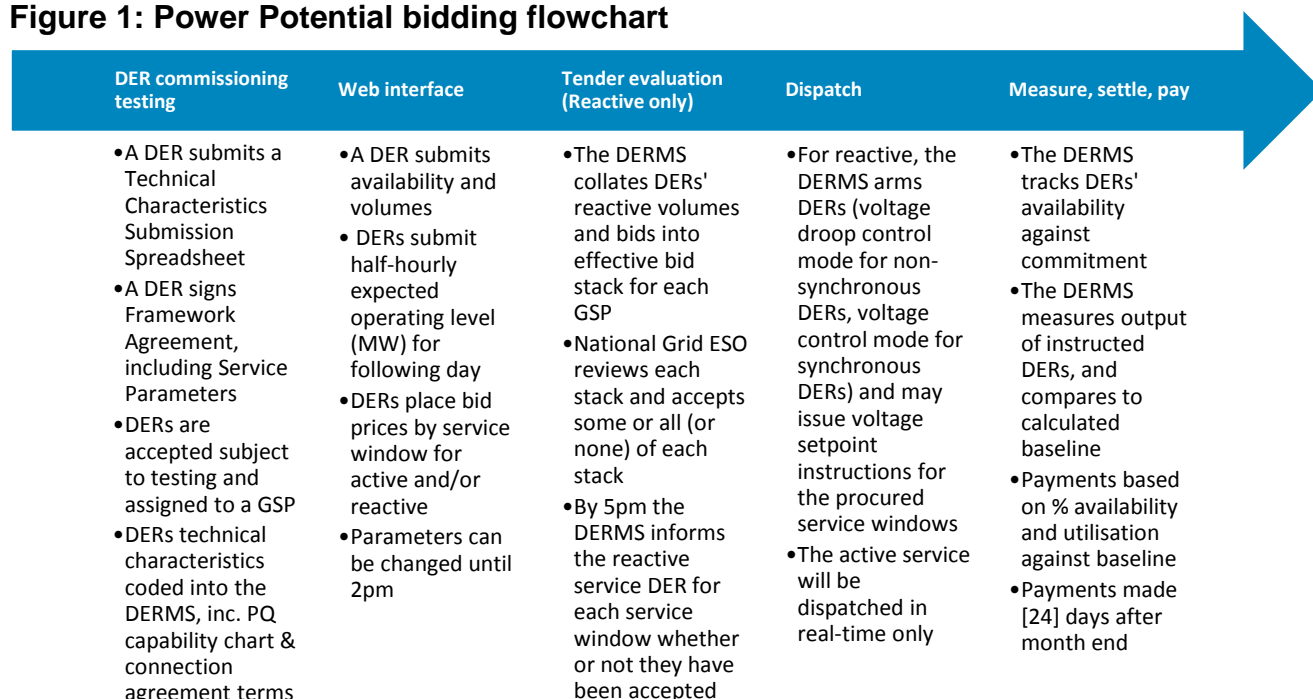 Figure 1: Power Potential bidding flowchart
DER commissioning
testing
Web interface
Tender evaluation
(Reactive only)
Dispatch
Measure, settle, pay
•A DER submits a
Technical
Characteristics
Submission
Spreadsheet
•A DER signs
Framework
Agreement,
including Service
Parameters
•DERs are
accepted subject
to testing and
assigned to a GSP
•DERs technical
characteristics
coded into the
DERMS, inc. PQ
capability chart &
connection
agreement terms
•A DER submits
availability and
volumes
• DERs submit
half-hourly
expected
operating level
(MW) for
following day
•DERs place bid
prices by service
window for
active and/or
reactive
•Parameters can
be changed until
2pm
•The DERMS
collates DERs'
reactive volumes
and bids into
effective bid
stack for each
GSP
•National Grid ESO
reviews each
stack and accepts
some or all (or
none) of each
stack
•By 5pm the
DERMS informs
the reactive
service DER for
each service
window whether
or not they have
been accepted
•For reactive, the
DERMS arms
DERs (voltage
droop control
mode for non-
synchronous
DERs, voltage
control mode for
synchronous
DERs) and may
issue voltage
setpoint
instructions for
the procured
service windows
•The active service
will be
dispatched in
real-time only
•The DERMS
tracks DERs'
availability
against
commitment
•The DERMS
measures output
of instructed
DERs, and
compares to
calculated
baseline
•Payments based
on % availability
and utilisation
against baseline
•Payments made
[24] days after
month end